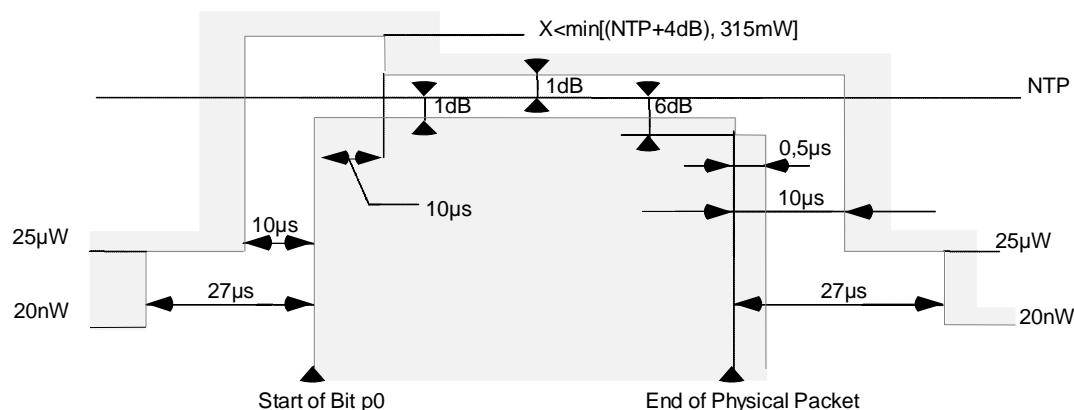 X<min[(NTP+4dB), 315mW]
1dB
NTP
1dB
6dB
0,5µs
10µs
10µs
10µs
25µW
25µW
27µs
27µs
20nW
20nW
Start of Bit p0
End of Physical Packet